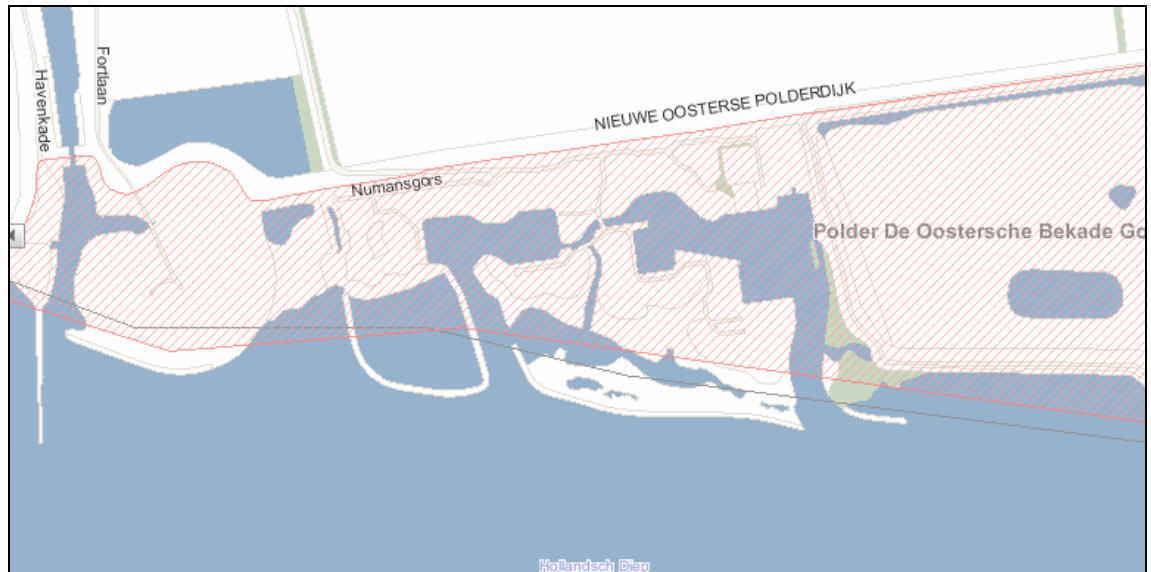 Havenkade
Fortlaan
NIEUWE OOSTERSE POLDERDIJK
Numansgors
Polder De Oostersche Bekade Go
Hollandsch Diep